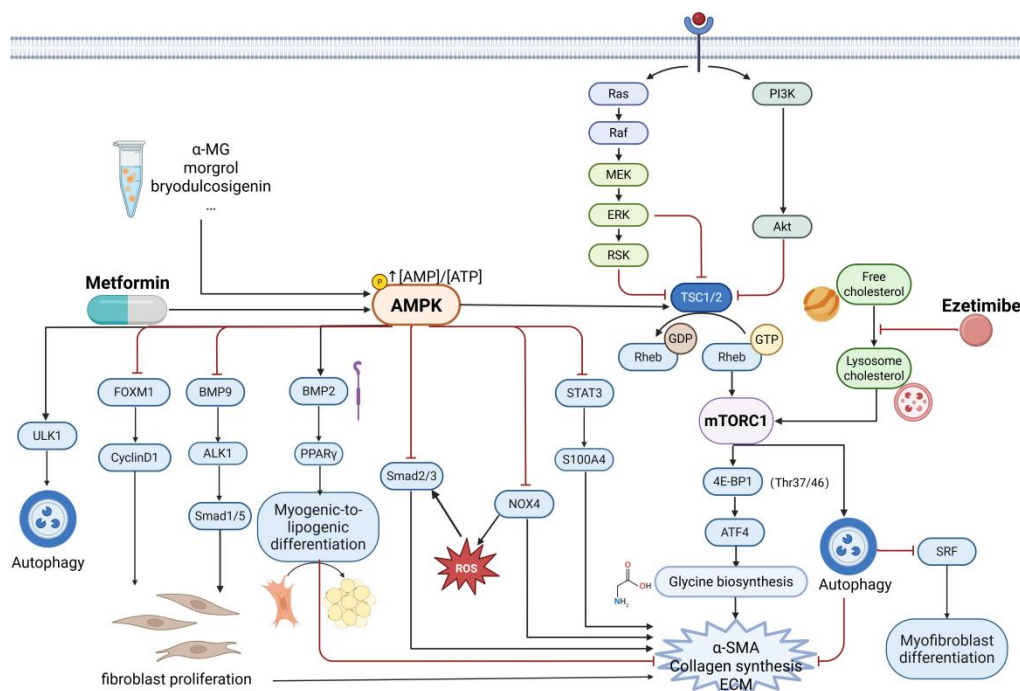 Ras
PI3K
Raf
α-MG
morgrol
bryodulcosigenin
...
MEK
ERK
Akt
RSK
P
↑[AMP]/[ATP]
Metformin
AMPK
TSC1/2
Free
cholesterol
Ezetimibe
GDP
GTP
Rheb
Rheb
Lysosome
cholesterol
FOXM1
BMP9
BMP2
STAT3
mTORC1
ULK1
CyclinD1
ALK1
PPARγ
Smad2/3
S100A4
4E-BP1
(Thr37/46)
Smad1/5
Myogenic-to-
lipogenic
differentiation
NOX4
ATF4
Autophagy
ROS
SRF
Glycine biosynthesis
O
OH
NH₂
Autophagy
α-SMA
Collagen synthesis
ECM
Myofibroblast
differentiation
fibroblast proliferation